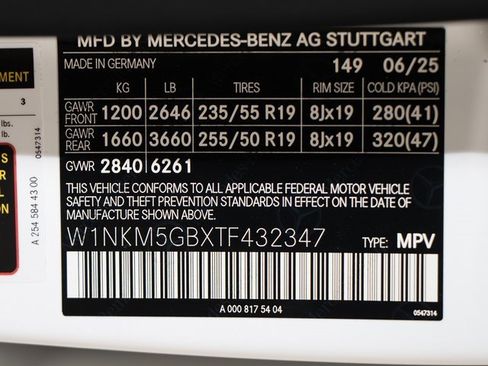 MFD BY MERCEDES-BENZ AG STUTTGART
MADE IN GERMANY 149 06/25
KG LB TIRES RIM SIZE COLD KPA (PSI)
GAWR FRONT 1200 2646 235/55 R19 8Jx19 280(41)
GAWR REAR 1660 3660 255/50 R19 8Jx19 320(47)
GVWR 2840 6261
THIS VEHICLE CONFORMS TO ALL APPLICABLE FEDERAL MOTOR VEHICLE
SAFETY AND THEFT PREVENTION STANDARDS IN EFFECT ON THE DATE
OF MANUFACTURE SHOWN ABOVE.
W1NKM5GBXTF432347 TYPE: MPV
A 000 817 54 04
0547314
EMENT
3
lbs.
lb.
0547314
A 254 584 43 00